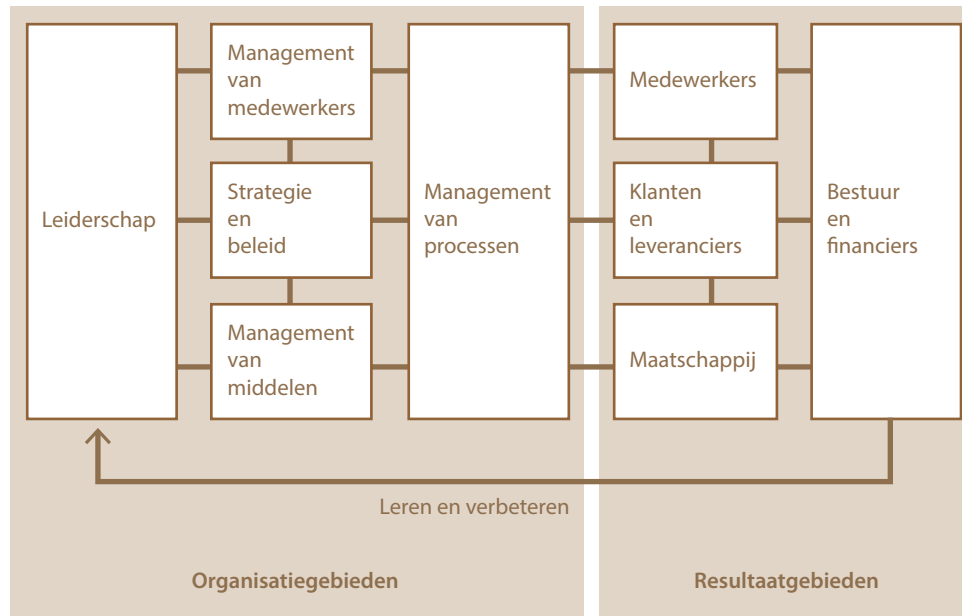 Leiderschap
Management
van
medewerkers
Strategie
en
beleid
Management
van
middelen
Management
van
processen
Medewerkers
Klanten
en
leveranciers
Maatschappij
Bestuur
en
financiers
Leren en verbeteren
Organisatiegebieden
Resultaatgebieden